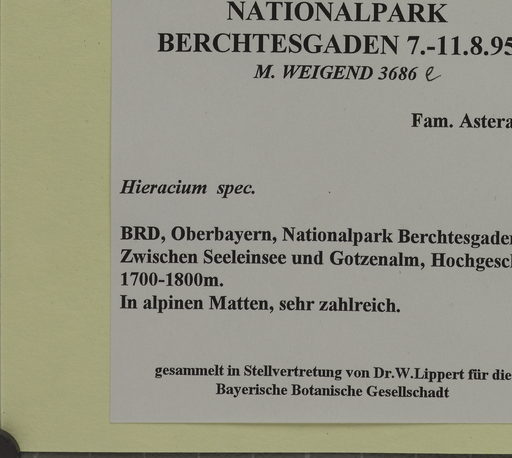 NATIONALPARK
BERCHTESGADEN 7.-11.8.95
M. WEIGEND 3686 e
Fam. Astera
Hieracium spec.
BRD, Oberbayern, Nationalpark Berchtesgaden
Zwischen Seeleinsee und Gotzenalm, Hochgescl
1700-1800m.
In alpinen Matten, sehr zahlreich.
gesammelt in Stellvertretung von Dr.W.Lippert für die
Bayerische Botanische Gesellschadt